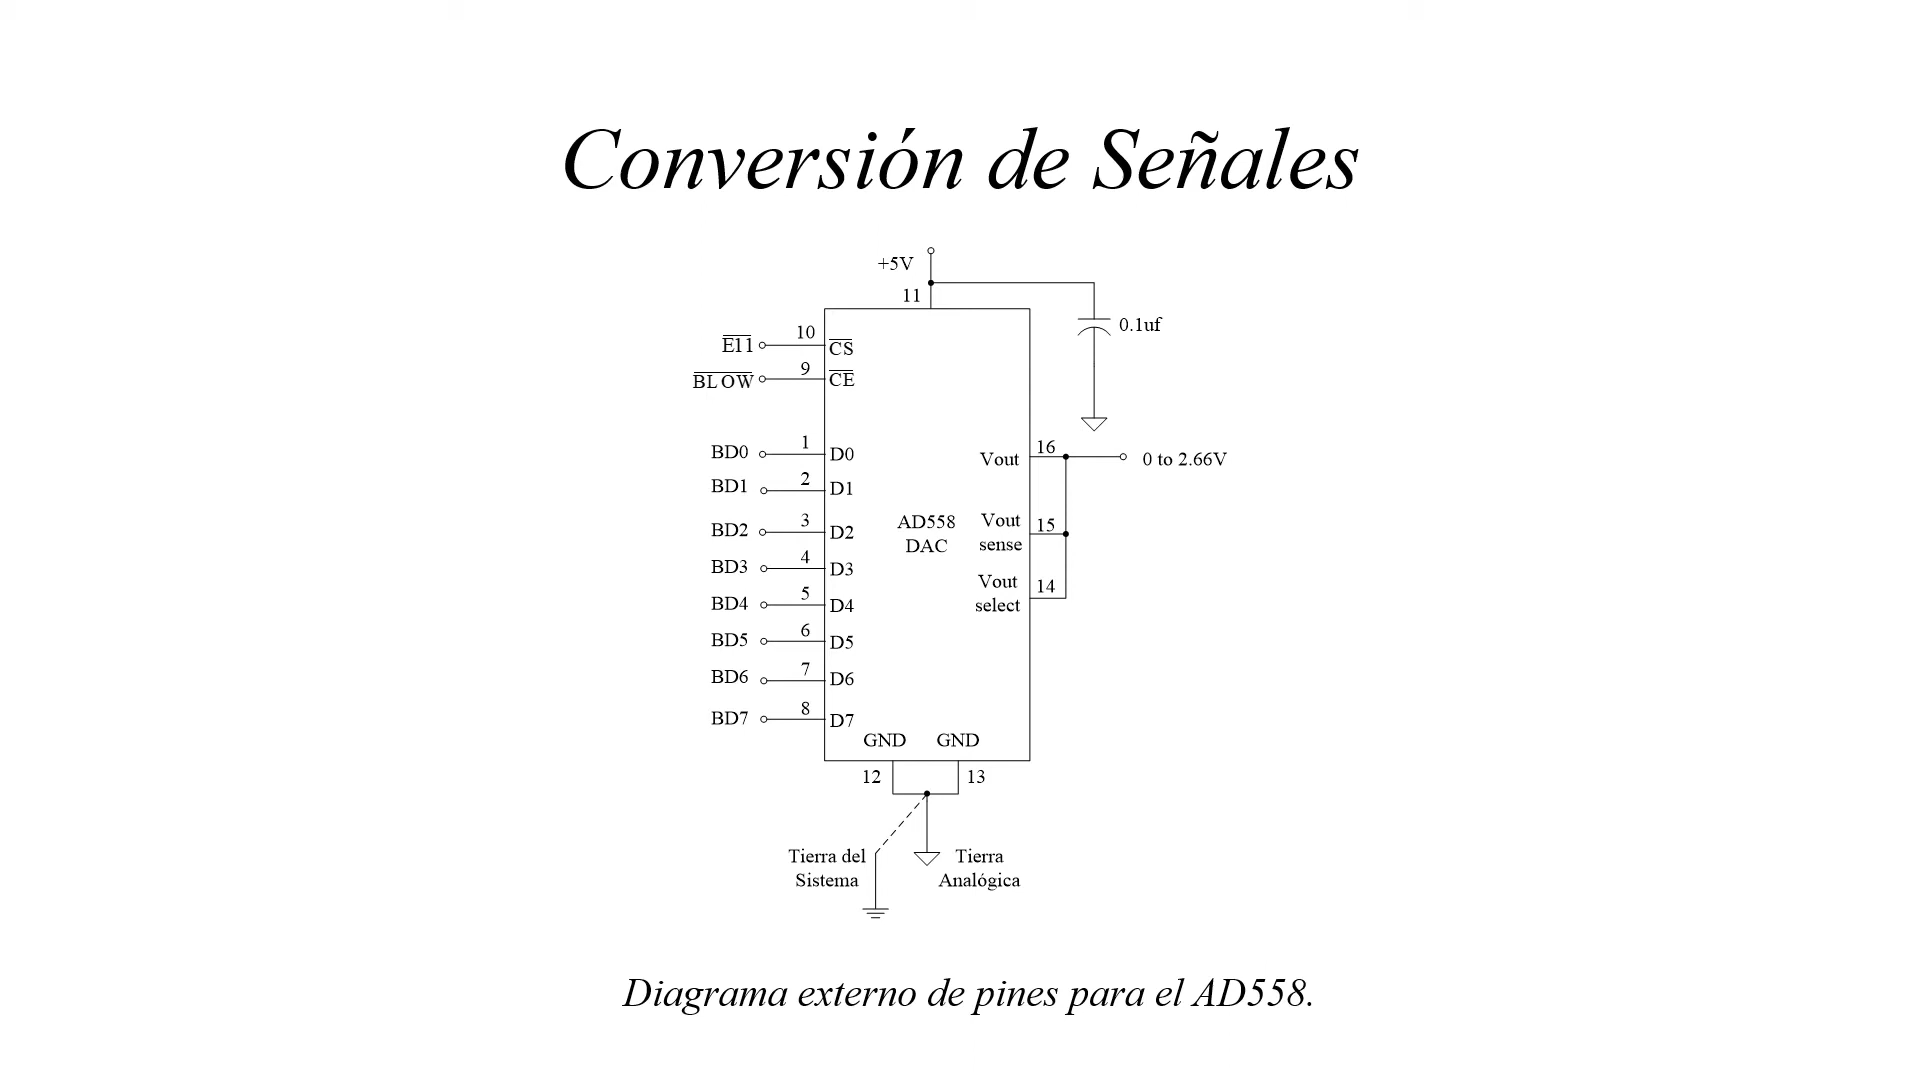 Conversión de Señales
+5V
11
0.1uf
10
E11
CS
9
BLOW
CE
1
BD0
D0
2
BD1
D1
3
BD2
D2
4
BD3
D3
5
BD4
D4
6
BD5
D5
7
BD6
D6
8
BD7
D7
AD558
DAC
Vout
16
0 to 2.66V
Vout
sense
15
Vout
select
14
GND
GND
12
13
Tierra del
Sistema
Tierra
Analógica
Diagrama externo de pines para el AD558.